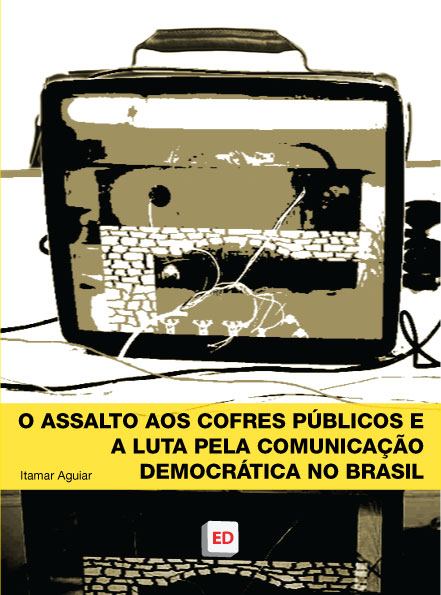 O ASSALTO AOS COFRES PÚBLICOS E
A LUTA PELA COMUNICAÇÃO
DEMOCRÁTICA NO BRASIL
Itamar Aguiar
ED